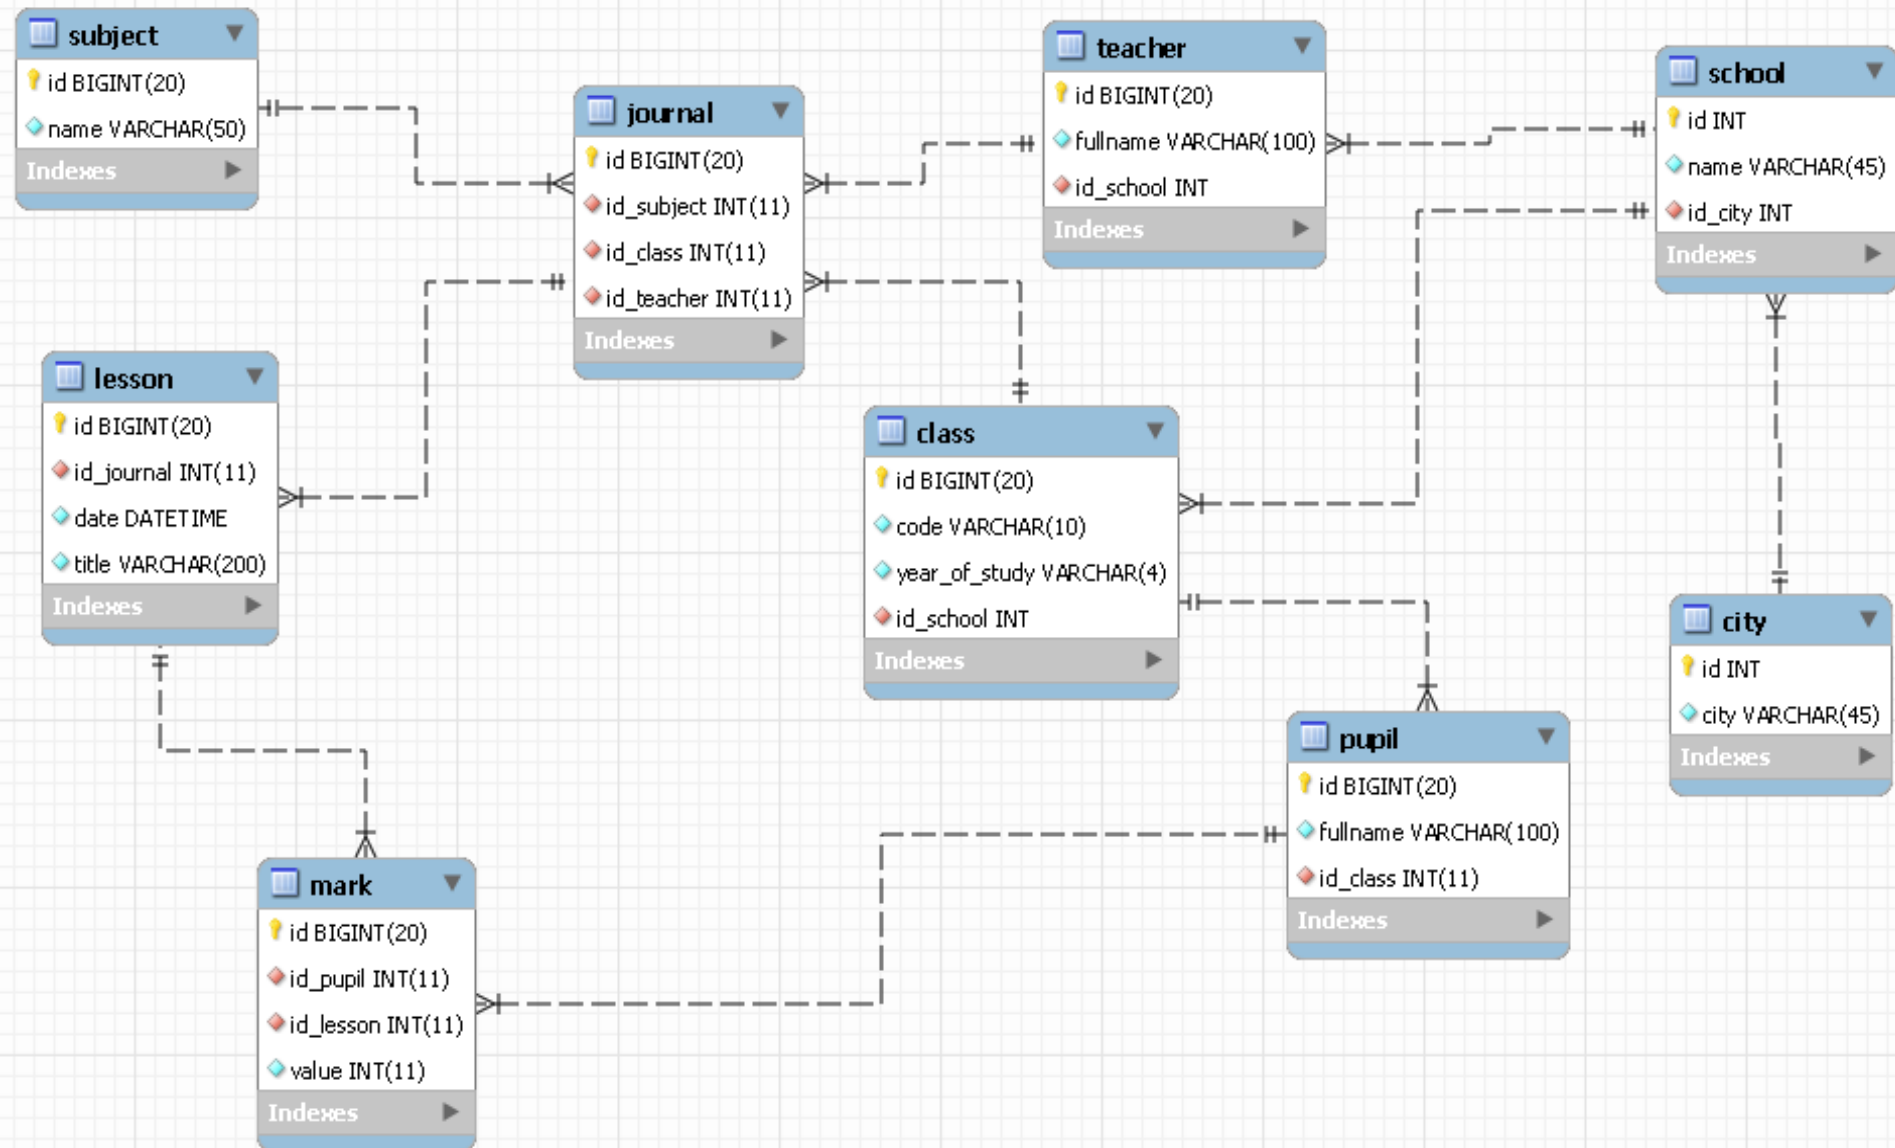 subject
id BIGINT(20)
name VARCHAR(50)
Indexes
journal
id BIGINT(20)
id_subject INT(11)
id_class INT(11)
id_teacher INT(11)
Indexes
teacher
id BIGINT(20)
fullname VARCHAR(100)
id_school INT
Indexes
school
id INT
name VARCHAR(45)
id_city INT
Indexes
lesson
id BIGINT(20)
id_journal INT(11)
date DATETIME
title VARCHAR(200)
Indexes
class
id BIGINT(20)
code VARCHAR(10)
year_of_study VARCHAR(4)
id_school INT
Indexes
city
id INT
city VARCHAR(45)
Indexes
pupil
id BIGINT(20)
fullname VARCHAR(100)
id_class INT(11)
Indexes
mark
id BIGINT(20)
id_pupil INT(11)
id_lesson INT(11)
value INT(11)
Indexes